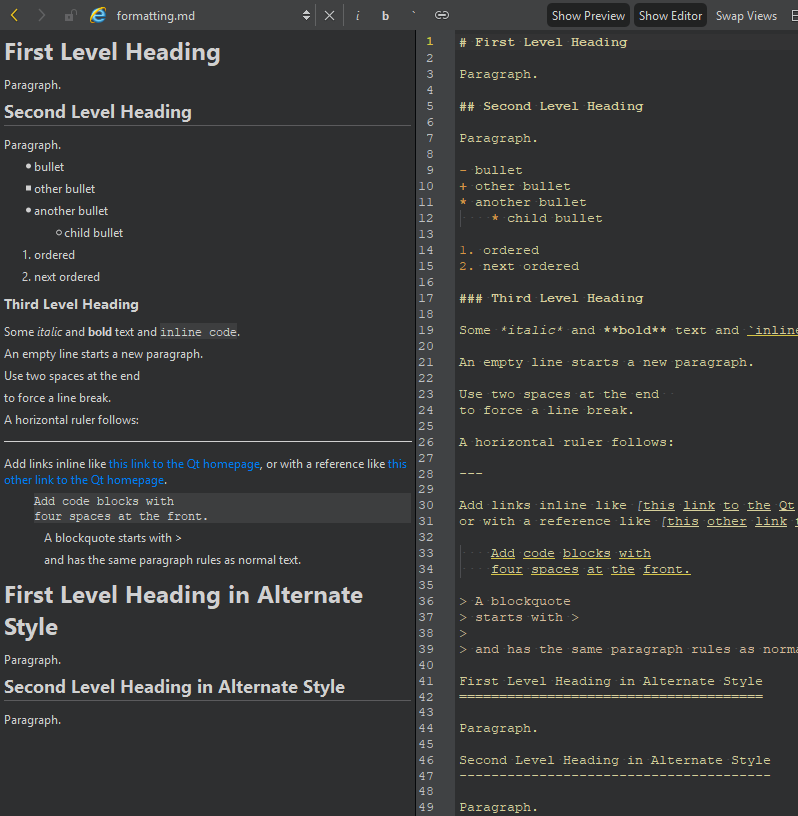 formatting.md
i
b
`
Show Preview
Show Editor
Swap Views
First Level Heading
Paragraph.
Second Level Heading
Paragraph.
bullet
other bullet
another bullet
child bullet
1. ordered
2. next ordered
Third Level Heading
Some italic and bold text and inline code.
An empty line starts a new paragraph.
Use two spaces at the end
to force a line break.
A horizontal ruler follows:
Add links inline like this link to the Qt homepage, or with a reference like this
other link to the Qt homepage.
Add code blocks with
four spaces at the front.
A blockquote starts with >
and has the same paragraph rules as normal text.
First Level Heading in Alternate
Style
Paragraph.
Second Level Heading in Alternate Style
Paragraph.
1 # First Level Heading
2
3 Paragraph.
4
5 ## Second Level Heading
6
7 Paragraph.
8
9 - bullet
10 + other bullet
11 * another bullet
12 * child bullet
13
14 1. ordered
15 2. next ordered
16
17 ### Third Level Heading
18
19 Some *italic* and **bold** text and `inline
20
21 An empty line starts a new paragraph.
22
23 Use two spaces at the end
24 to force a line break.
25
26 A horizontal ruler follows:
27
28 ---
29
30 Add links inline like [this link to the Qt
31 or with a reference like [this other link t
32
33 Add code blocks with
34 four spaces at the front.
35
36 > A blockquote
37 > starts with >
38 >
39 > and has the same paragraph rules as norma
40
41 First Level Heading in Alternate Style
42 ======================================
43
44 Paragraph.
45
46 Second Level Heading in Alternate Style
47 ---------------------------------------
48
49 Paragraph.